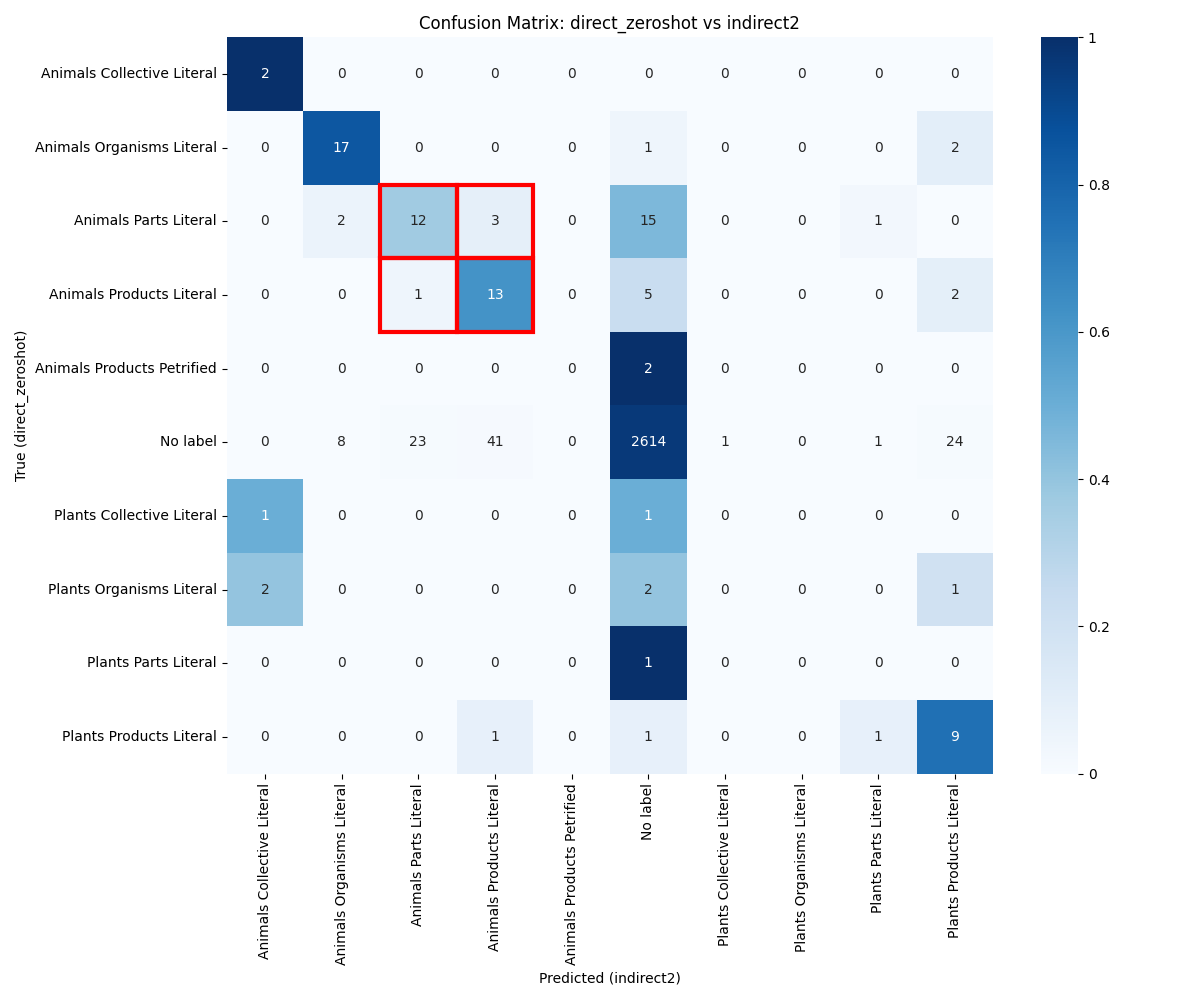 Confusion Matrix: direct_zeroshot vs indirect2
Animals Collective Literal 2 0 0 0 0 0 0 0 0 0
Animals Organisms Literal 0 17 0 0 0 1 0 0 0 2
Animals Parts Literal 0 2 12 3 0 15 0 0 1 0
Animals Products Literal 0 0 1 13 0 5 0 0 0 2
Animals Products Petrified 0 0 0 0 0 2 0 0 0 0
No label 0 8 23 41 0 2614 1 0 1 24
Plants Collective Literal 1 0 0 0 0 1 0 0 0 0
Plants Organisms Literal 2 0 0 0 0 2 0 0 0 1
Plants Parts Literal 0 0 0 0 0 1 0 0 0 0
Plants Products Literal 0 0 0 1 0 1 0 0 1 9
True (direct_zeroshot)
Animals Collective Literal
Animals Organisms Literal
Animals Parts Literal
Animals Products Literal
Animals Products Petrified
No label
Plants Collective Literal
Plants Organisms Literal
Plants Parts Literal
Plants Products Literal
Predicted (indirect2)
1
0.8
0.6
0.4
0.2
0